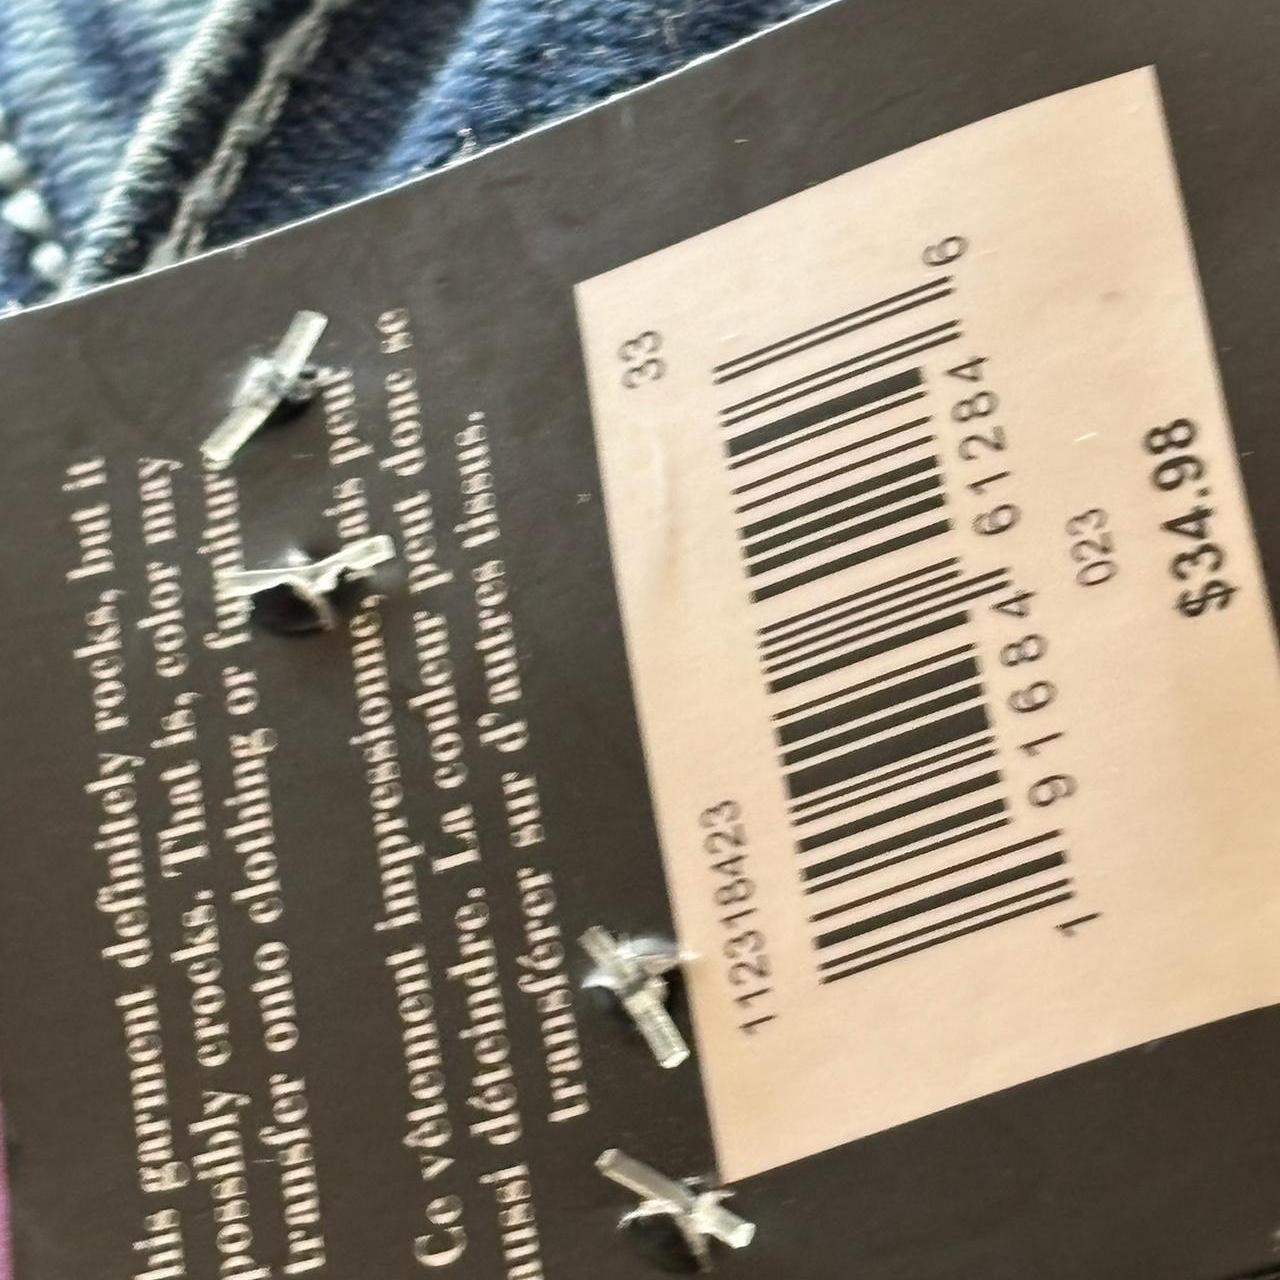 his garment definitely rocks, but it
possibly crocks. That is, color may
transfer onto clothing or furniture
Ce vêtement impressionne, mais peut
aussi déteindre. La couleur peut donc se
transférer sur d'autres tissus.
112318423 33
1 91684 61284 6
023
$34.98